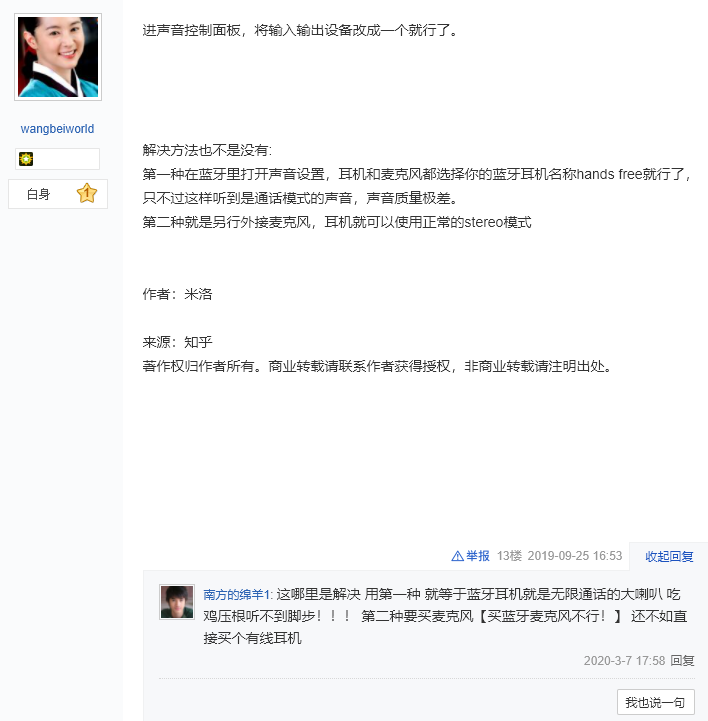 进声音控制面板，将输入输出设备改成一个就行了。
wangbeiworld
白身
1
解决方法也不是没有:
第一种在蓝牙里打开声音设置，耳机和麦克风都选择你的蓝牙耳机名称hands free就行了，
只不过这样听到是通话模式的声音，声音质量极差。
第二种就是另行外接麦克风，耳机就可以使用正常的stereo模式
作者：米洛
来源：知乎
著作权归作者所有。商业转载请联系作者获得授权，非商业转载请注明出处。
举报 13楼 2019-09-25 16:53 收起回复
南方的绵羊1: 这哪里是解决 用第一种 就等于蓝牙耳机就是无限通话的大喇叭 吃
鸡压根听不到脚步！！！ 第二种要买麦克风【买蓝牙麦克风不行！】 还不如直
接买个有线耳机
2020-3-7 17:58 回复
我也说一句